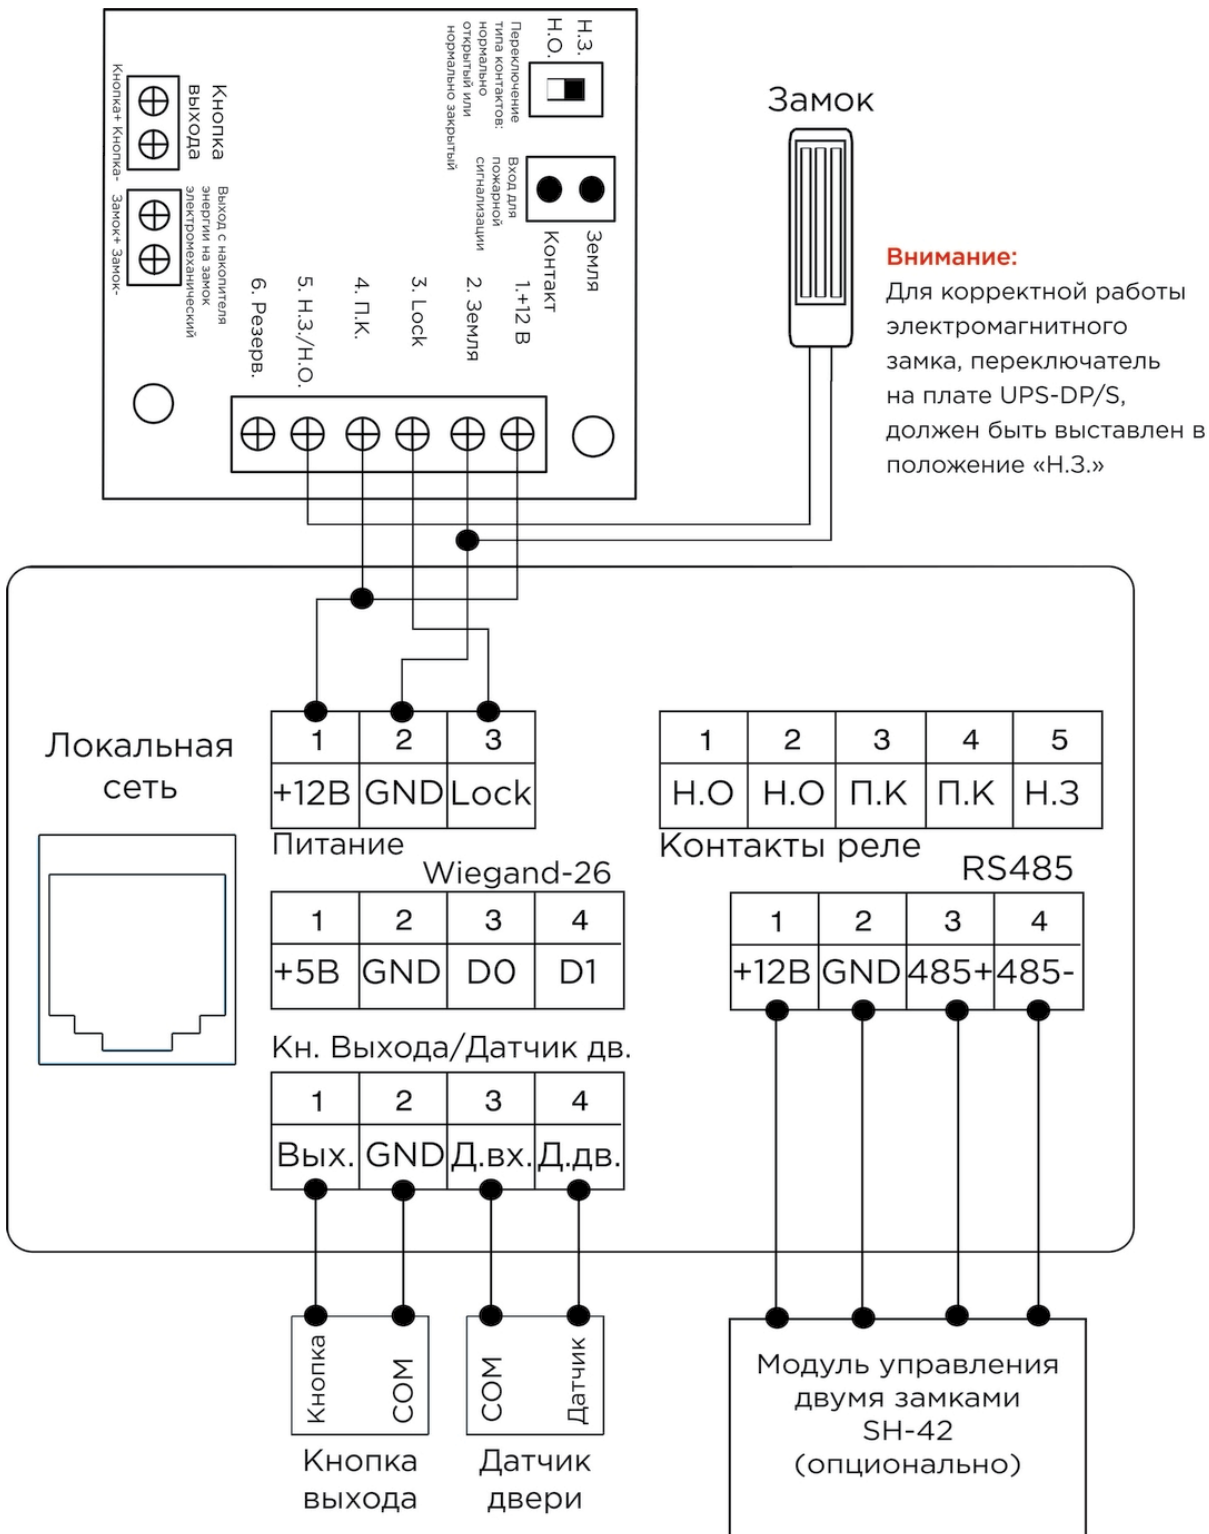 Н.З.
Н.О.
Переключение
типа контактов:
нормально
открытый или
нормально закрытый
Кнопка
выхода
Кнопка+ Кнопка-
Вход для
пожарной
сигнализации
Земля
Контакт
Выход с накопителя
энергии на замок
электромеханический
Замок+ Замок-
6. Резерв.
5. Н.З./Н.О.
4. П.К.
3. Lock
2. Земля
1.+12 В
Замок
Внимание:
Для корректной работы
электромагнитного
замка, переключатель
на плате UPS-DP/S,
должен быть выставлен в
положение «Н.З.»
Локальная
сеть
1 2 3
+12В GND Lock
Питание
1 2 3 4 5
Н.О Н.О П.К П.К Н.З
Контакты реле
Wiegand-26
1 2 3 4
+5В GND D0 D1
RS485
1 2 3 4
+12В GND 485+ 485-
Кн. Выхода/Датчик дв.
1 2 3 4
Вых. GND Д.вх. Д.дв.
Кнопка
COM
Кнопка
выхода
COM
Датчик
Датчик
двери
Модуль управления
двумя замками
SH-42
(опционально)